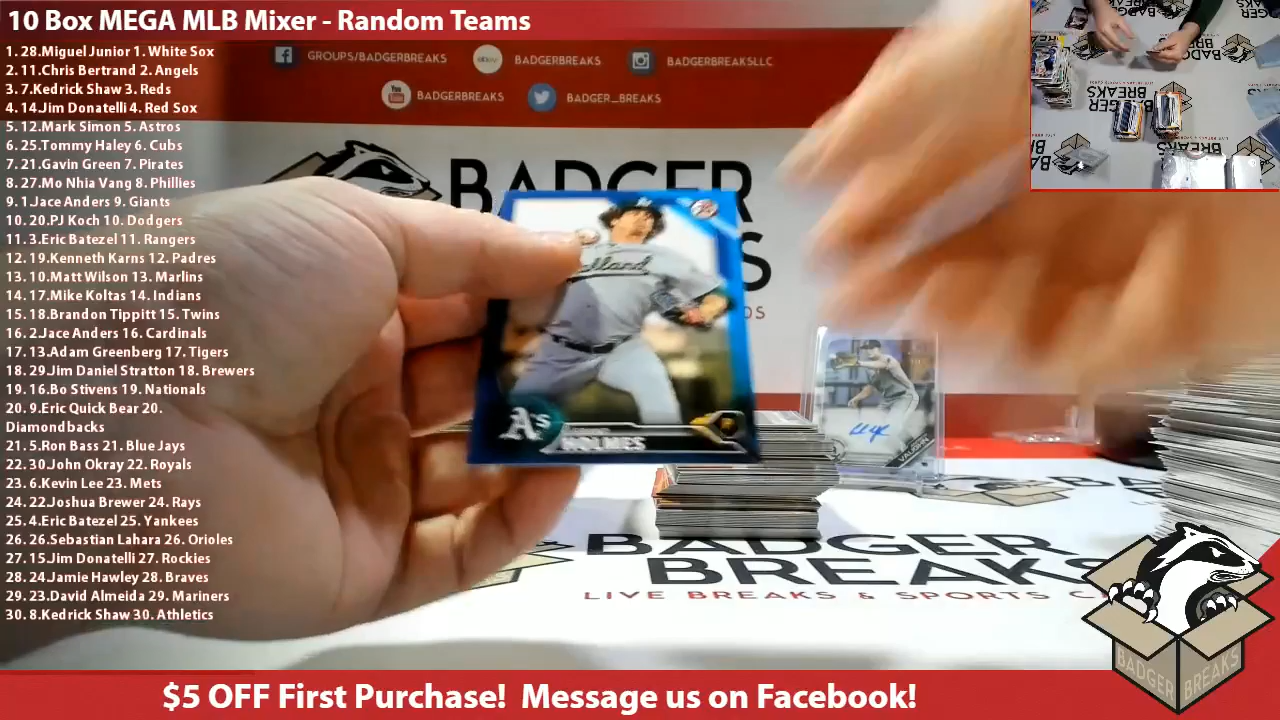 10 Box MEGA MLB Mixer - Random Teams
1. 28.Miguel Junior 1. White Sox
2. 11.Chris Bertrand 2. Angels
3. 7.Kedrick Shaw 3. Reds
4. 14.Jim Donatelli 4. Red Sox
5. 12.Mark Simon 5. Astros
6. 25.Tommy Haley 6. Cubs
7. 21.Gavin Green 7. Pirates
8. 27.Mo Nhia Vang 8. Phillies
9. 1.Jace Anders 9. Giants
10. 20.PJ Koch 10. Dodgers
11. 3.Eric Batezel 11. Rangers
12. 19.Kenneth Karns 12. Padres
13. 10.Matt Wilson 13. Marlins
14. 17.Mike Koltas 14. Indians
15. 18.Brandon Tippitt 15. Twins
16. 2.Jace Anders 16. Cardinals
17. 13.Adam Greenberg 17. Tigers
18. 29.Jim Daniel Stratton 18. Brewers
19. 16.Bo Stivens 19. Nationals
20. 9.Eric Quick Bear 20.
Diamondbacks
21. 5.Ron Bass 21. Blue Jays
22. 30.John Okray 22. Royals
23. 6.Kevin Lee 23. Mets
24. 22.Joshua Brewer 24. Rays
25. 4.Eric Batezel 25. Yankees
26. 26.Sebastian Lahara 26. Orioles
27. 15.Jim Donatelli 27. Rockies
28. 24.Jamie Hawley 28. Braves
29. 23.David Almeida 29. Mariners
30. 8.Kedrick Shaw 30. Athletics
GROUPS/BADGERBREAKS
ebay
BADGERBREAKS
BADGERBREAKSLLC
You Tube
BADGERBREAKS
BADGER_BREAKS
BADGER
A's
HOLMES
VAUGHN
BADGER
BREAKS
LIVE BREAKS & SPORTS
BADGER
BREAKS
BADGER BREAKS
$5 OFF First Purchase! Message us on Facebook!